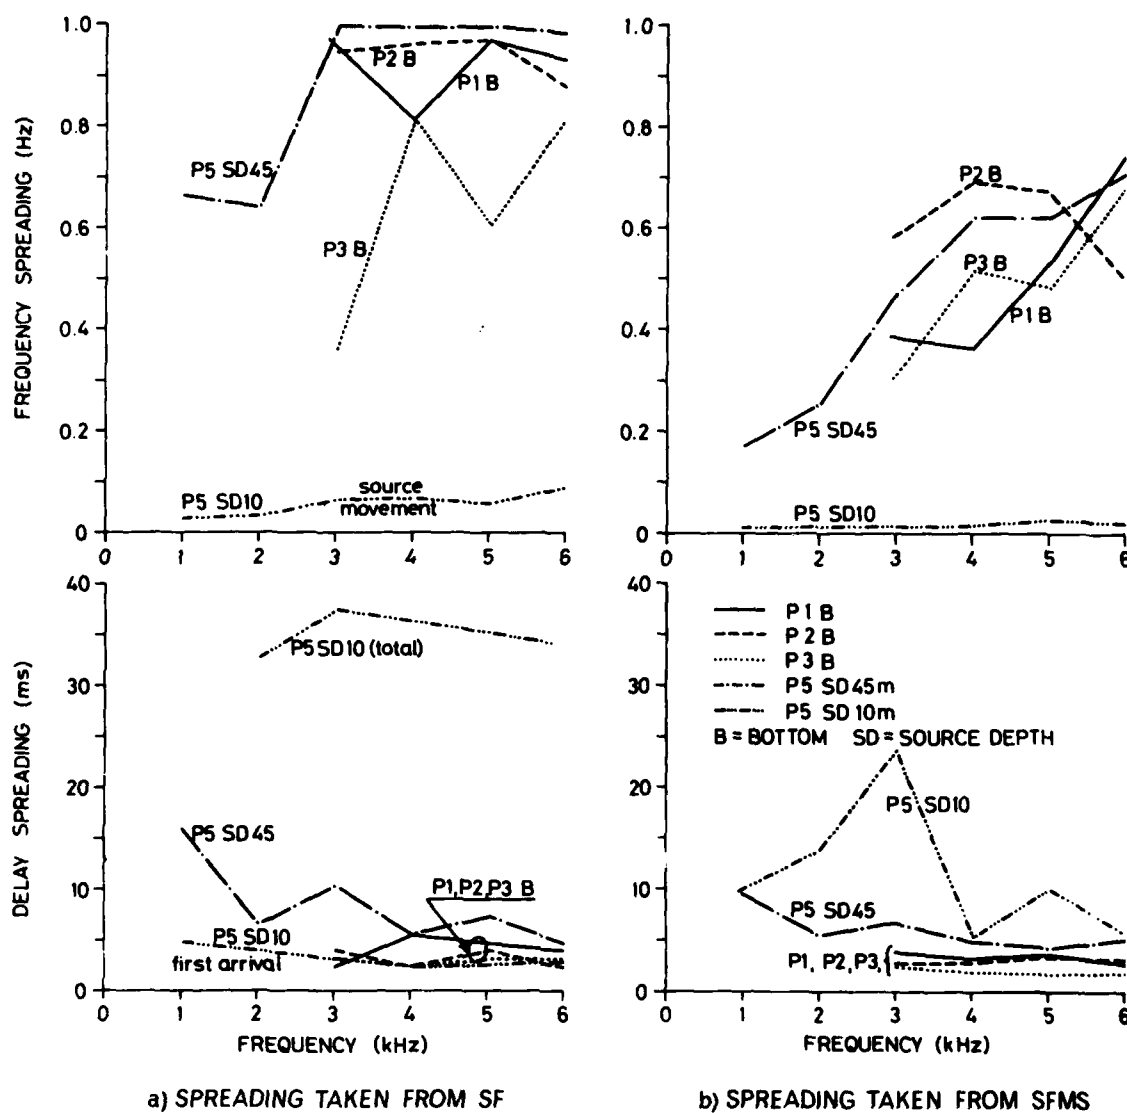 FREQUENCY SPREADING (Hz)
1.0
0.8
0.6
0.4
0.2
0
P2 B
P1 B
P5 SD45
P3 B
P5 SD10
source
movement
0 1 2 3 4 5 6
1.0
0.8
0.6
0.4
0.2
0
P2 B
P3 B
P1 B
P5 SD45
P5 SD10
0 1 2 3 4 5 6
DELAY SPREADING (ms)
40
30
20
10
0
P5 SD10 (total)
P5 SD45
P1, P2, P3 B
P5 SD10
first arrival
0 1 2 3 4 5 6
FREQUENCY (kHz)
40
30
20
10
0
P1 B
P2 B
P3 B
P5 SD45m
P5 SD10m
B = BOTTOM SD = SOURCE DEPTH
P5 SD10
P5 SD45
P1, P2, P3,
0 1 2 3 4 5 6
FREQUENCY (kHz)
a) SPREADING TAKEN FROM SF
b) SPREADING TAKEN FROM SFMS